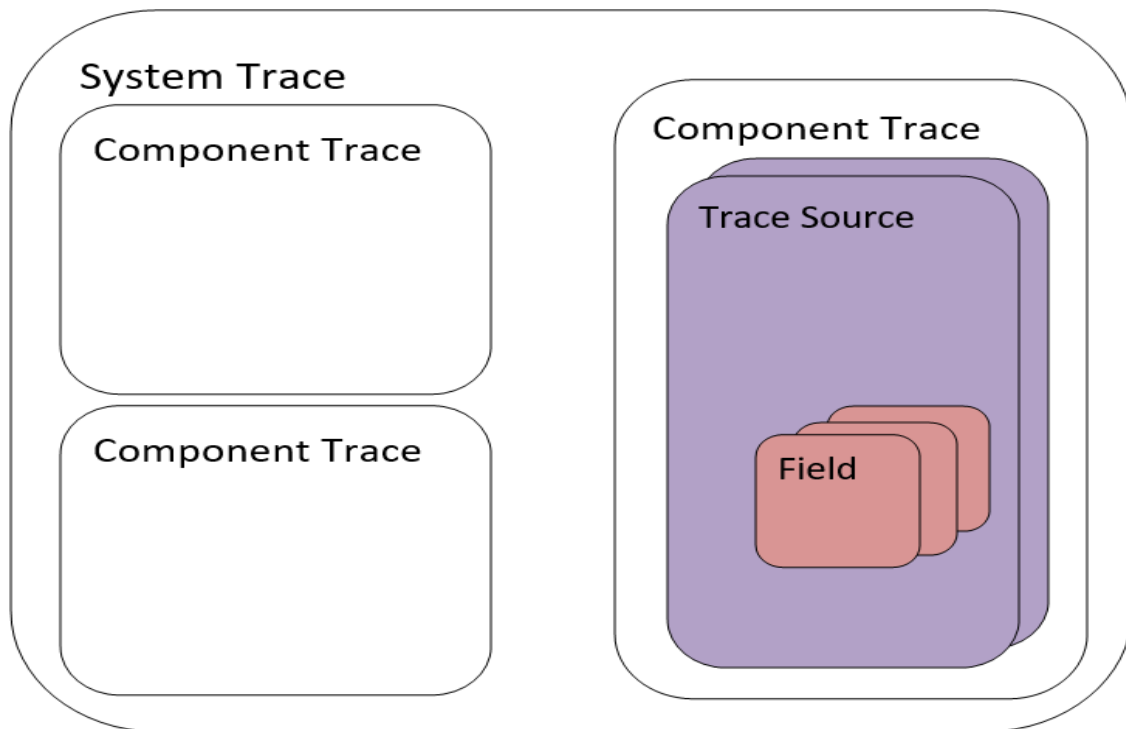 System Trace
Component Trace
Component Trace
Component Trace
Trace Source
Field